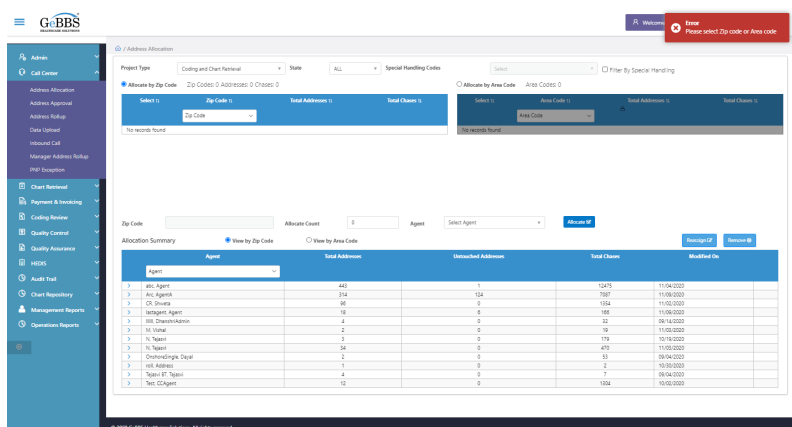 GeBBS
HEALTHCARE SOLUTIONS
Welcome
Error
Please select Zip code or Area code
/ Address Allocation
Admin
Call Center
Address Allocation
Address Approval
Address Rollup
Data Upload
Inbound Call
Manager Address Rollup
PNP Exception
Chart Retrieval
Payment & Invoicing
Coding Review
Quality Control
Quality Assurance
HEDIS
Audit Trail
Chart Repository
Management Reports
Operations Reports
Project Type Coding and Chart Retrieval State ALL Special Handling Codes Select Filter By Special Handling
Allocate by Zip Code Zip Codes: 0 Addresses: 0 Chases: 0 Allocate by Area Code Area Codes: 0
Select Zip Code Total Addresses Total Chases Select Area Code Total Addresses Total Chases
Zip Code Area Code
No records found No records found
Zip Code Allocate Count 0 Agent Select Agent Allocate
Allocation Summary View by Zip Code View by Area Code Reassign Remove
Agent Total Addresses Untouched Addresses Total Chases Modified On
Agent
abc, Agent 443 1 12475 11/04/2020
Arc, AgentA 314 124 7087 11/09/2020
CR, Shweta 96 0 1354 11/02/2020
lastagent, Agent 18 6 166 11/09/2020
Will, DhanshriAdmin 4 0 32 09/14/2020
M, Vishal 2 0 19 11/03/2020
N, Tejasvi 3 0 179 10/19/2020
N, Tejasvi 54 0 470 11/03/2020
OnshoreSingle, Dayal 2 0 53 09/04/2020
roll, Address 1 0 2 10/30/2020
Tejasvi BT, Tejasvi 4 0 7 09/04/2020
Test, CCAgent 12 0 1304 10/02/2020